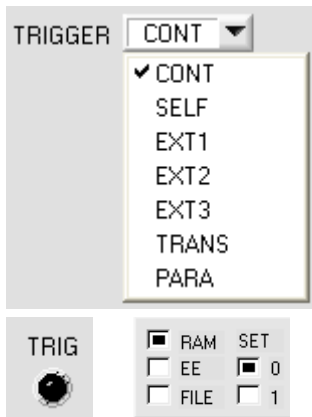 TRIGGER CONT
CONT
SELF
EXT1
EXT2
EXT3
TRANS
PARA
TRIG
RAM SET
EE 0
FILE 1